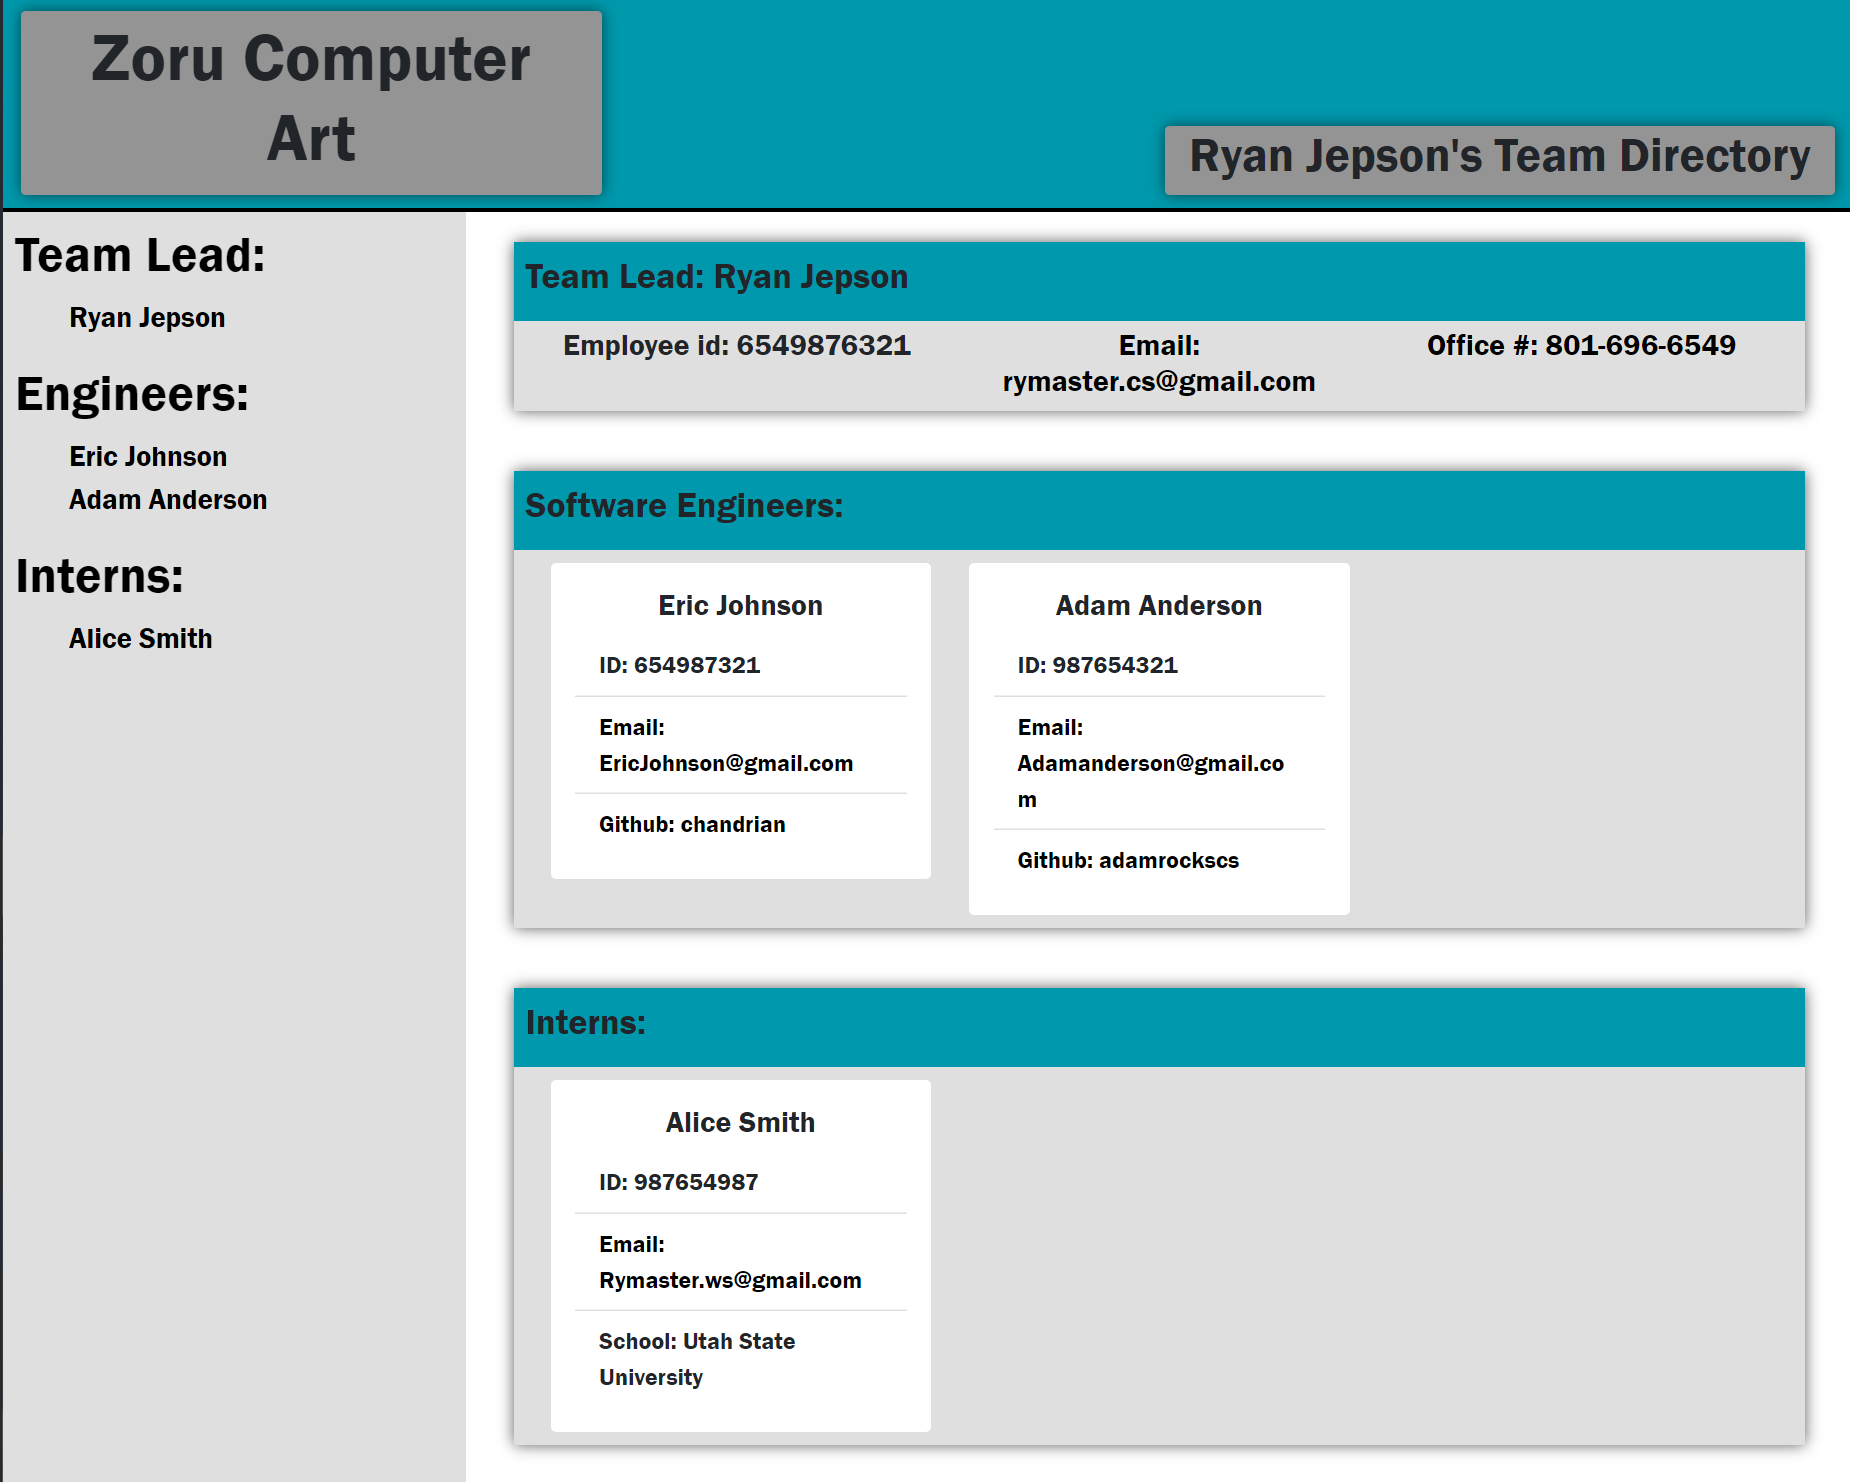 Zoru Computer
Art
Ryan Jepson's Team Directory
Team Lead:
Ryan Jepson
Engineers:
Eric Johnson
Adam Anderson
Interns:
Alice Smith
Team Lead: Ryan Jepson
Employee id: 6549876321
Email:
rymaster.cs@gmail.com
Office #: 801-696-6549
Software Engineers:
Eric Johnson
ID: 654987321
Email:
EricJohnson@gmail.com
Github: chandrian
Adam Anderson
ID: 987654321
Email:
Adamanderson@gmail.co
m
Github: adamrockscs
Interns:
Alice Smith
ID: 987654987
Email:
Rymaster.ws@gmail.com
School: Utah State
University